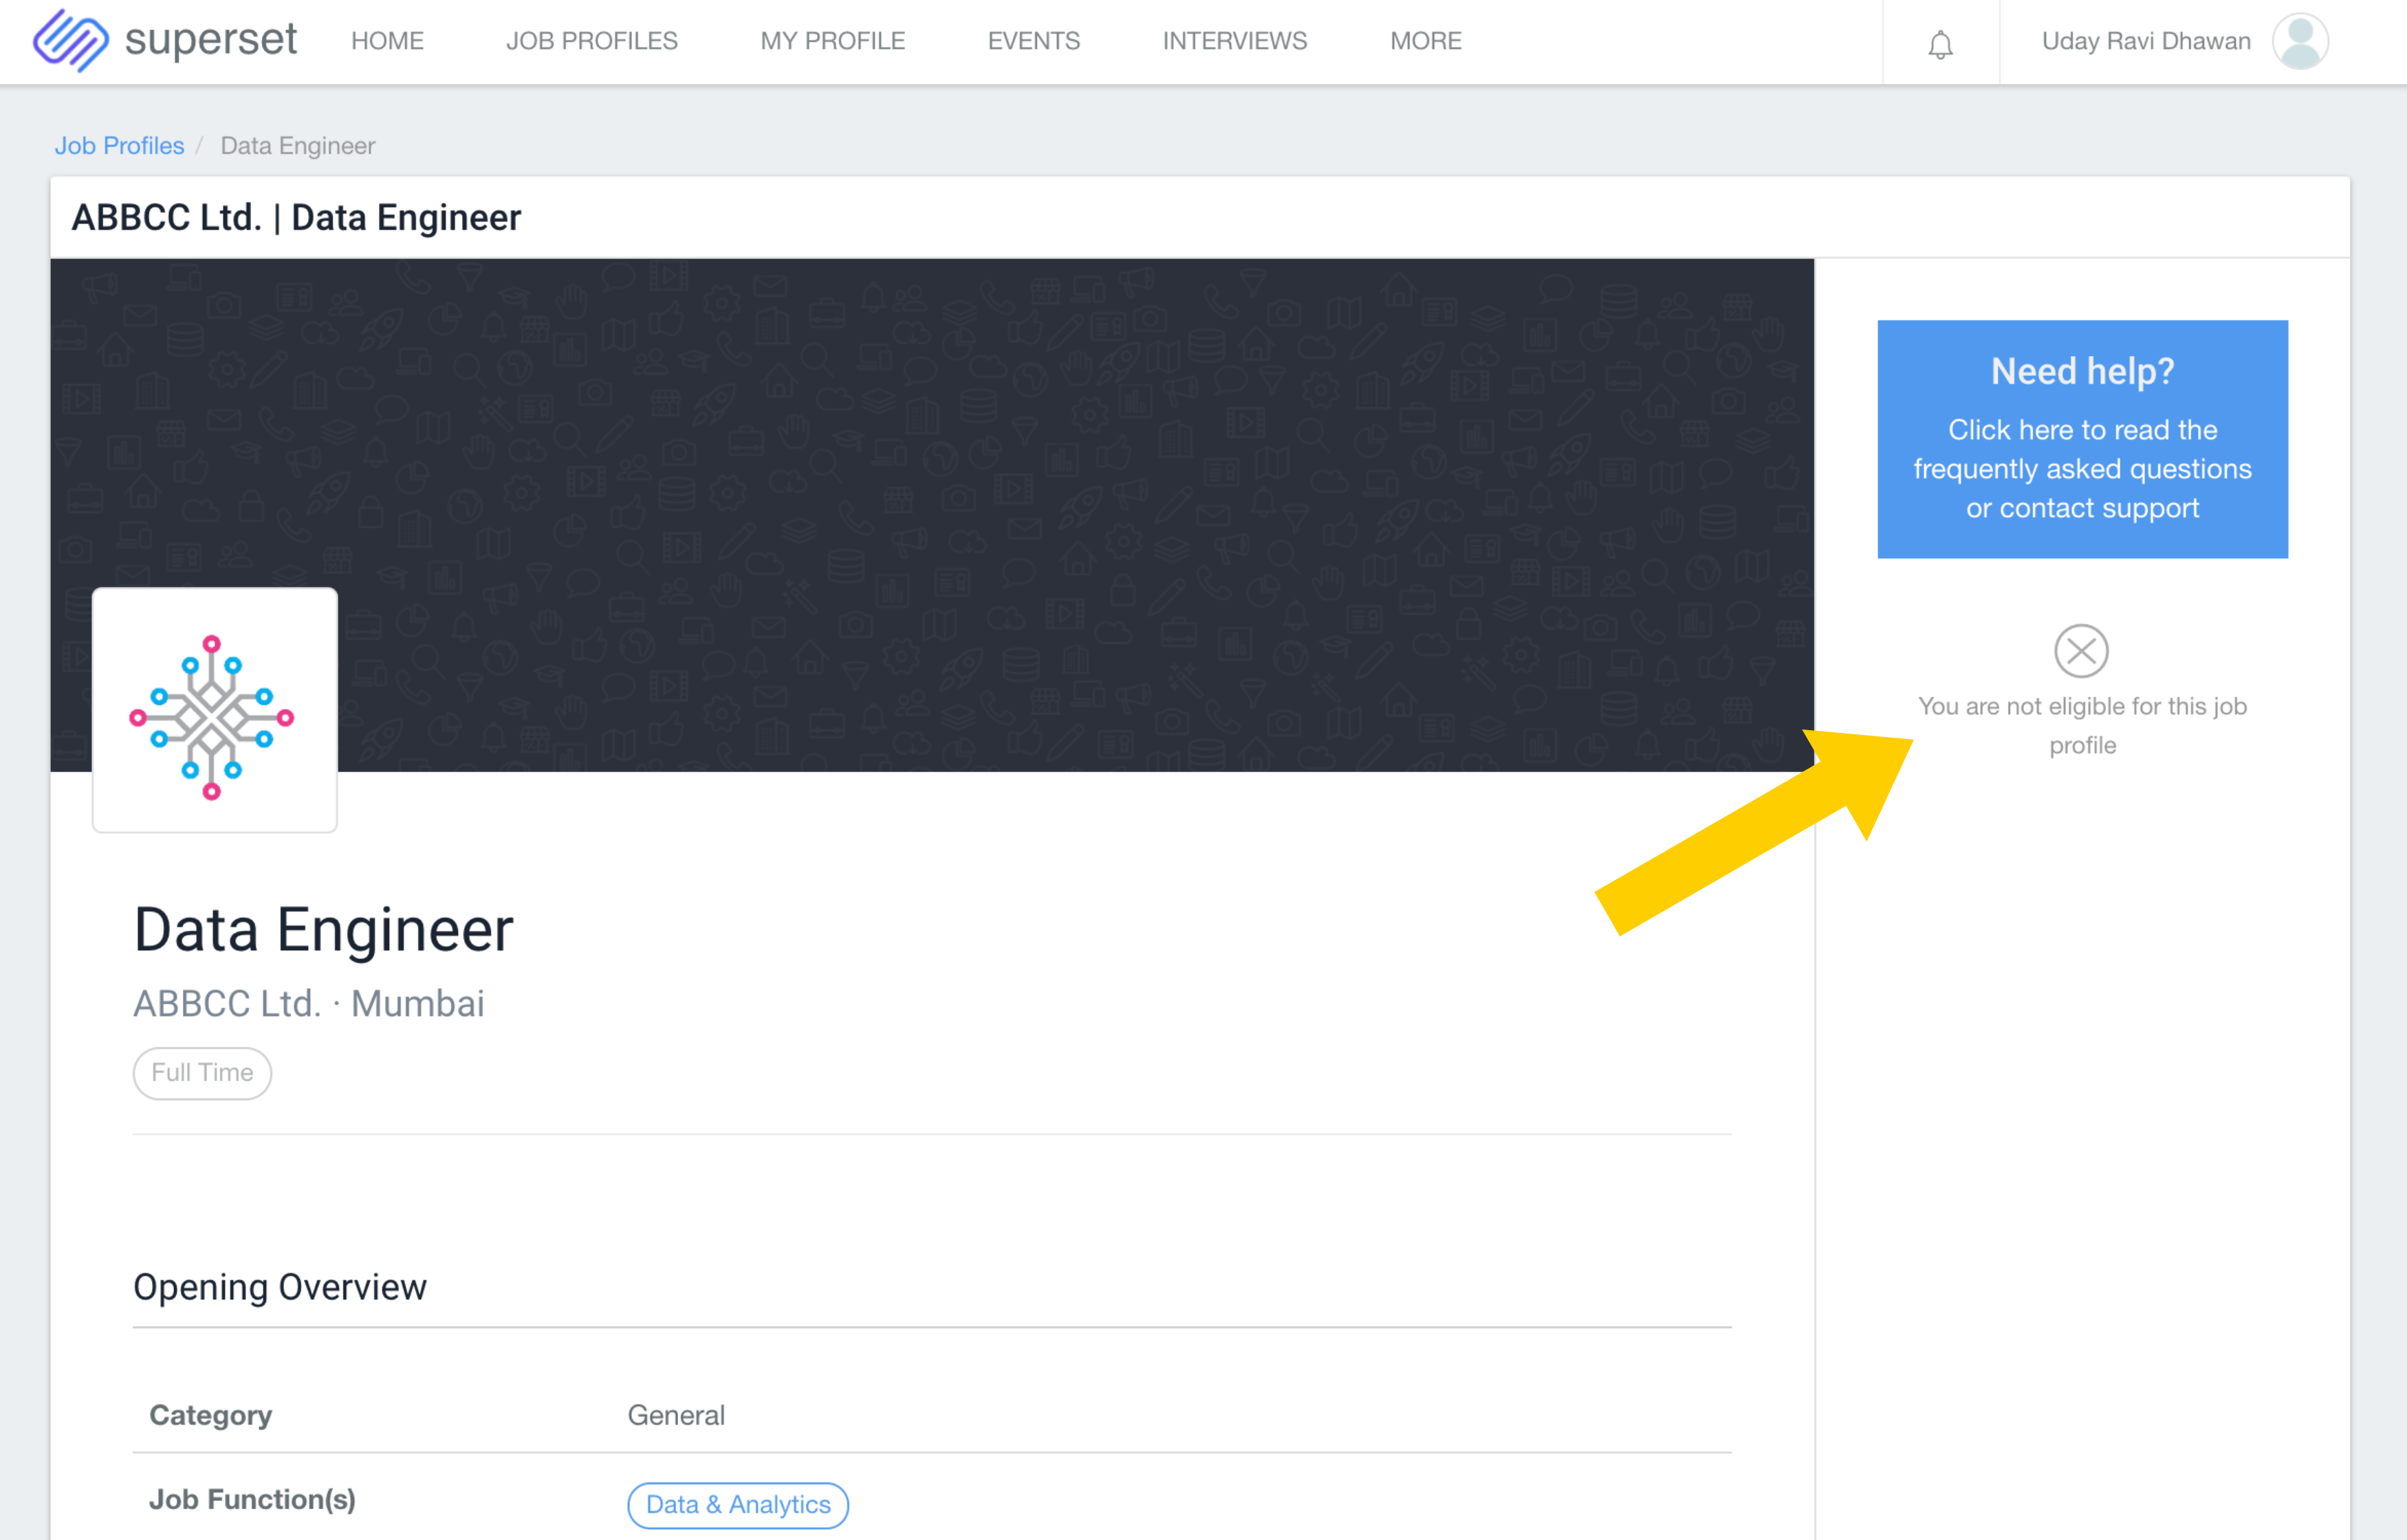 superset HOME JOB PROFILES MY PROFILE EVENTS INTERVIEWS MORE Uday Ravi Dhawan
Job Profiles / Data Engineer
ABBCC Ltd. | Data Engineer
Need help?
Click here to read the
frequently asked questions
or contact support
You are not eligible for this job
profile
Data Engineer
ABBCC Ltd. · Mumbai
Full Time
Opening Overview
Category General
Job Function(s) Data & Analytics